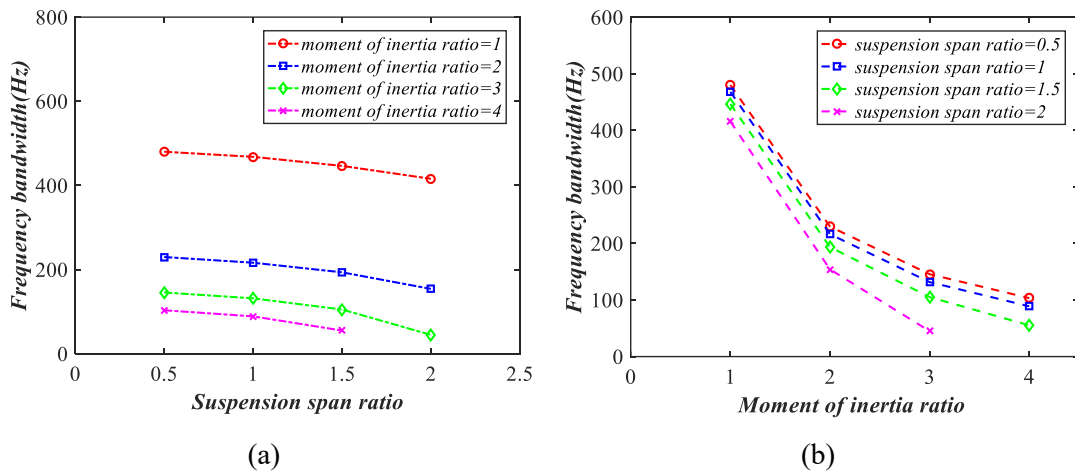 800
600
400
200
0
0
0.5
1
1.5
2
2.5
Frequency bandwidth(Hz)
Suspension span ratio
moment of inertia ratio=1
moment of inertia ratio=2
moment of inertia ratio=3
moment of inertia ratio=4
(a)
600
500
400
300
200
100
0
0
1
2
3
4
Frequency bandwidth(Hz)
Moment of inertia ratio
suspension span ratio=0.5
suspension span ratio=1
suspension span ratio=1.5
suspension span ratio=2
(b)